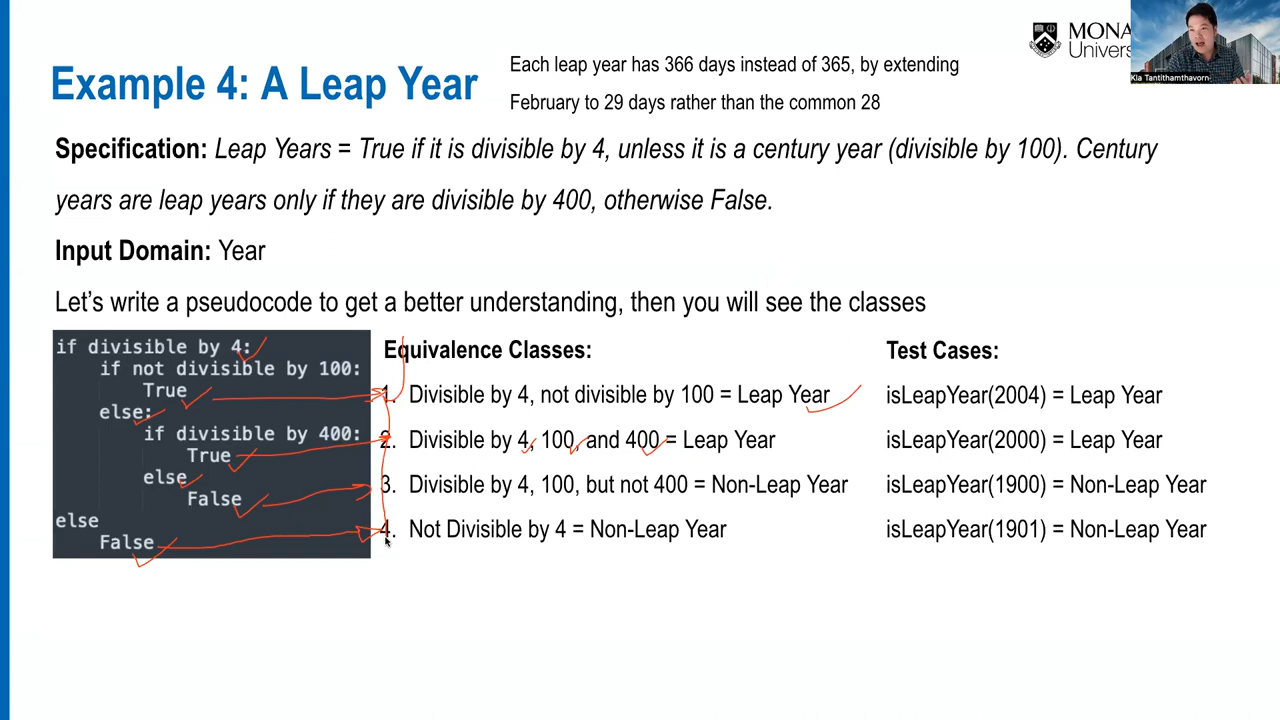 MONA
Univers
Kla Tantithamthavorn
Example 4: A Leap Year
Each leap year has 366 days instead of 365, by extending
February to 29 days rather than the common 28
Specification: Leap Years = True if it is divisible by 4, unless it is a century year (divisible by 100). Century
years are leap years only if they are divisible by 400, otherwise False.
Input Domain: Year
Let's write a pseudocode to get a better understanding, then you will see the classes
if divisible by 4:
if not divisible by 100:
True
else:
if divisible by 400:
True
else
False
else
False
Equivalence Classes:
1. Divisible by 4, not divisible by 100 = Leap Year
2. Divisible by 4, 100, and 400 = Leap Year
3. Divisible by 4, 100, but not 400 = Non-Leap Year
4. Not Divisible by 4 = Non-Leap Year
Test Cases:
isLeapYear(2004) = Leap Year
isLeapYear(2000) = Leap Year
isLeapYear(1900) = Non-Leap Year
isLeapYear(1901) = Non-Leap Year